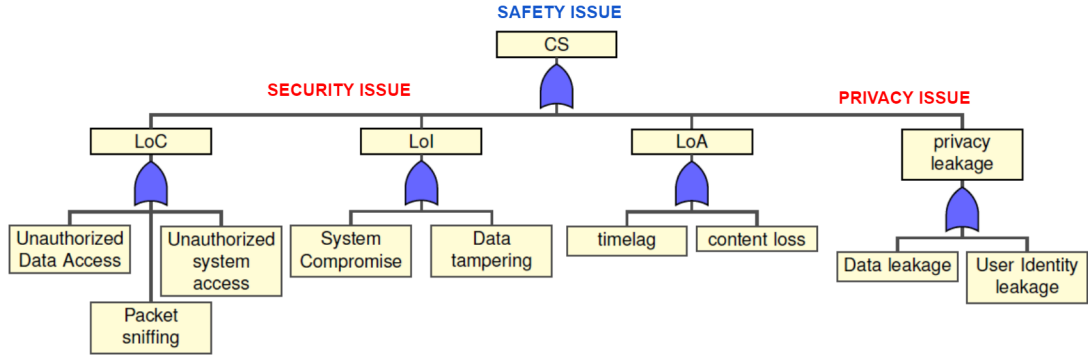 SAFETY ISSUE
CS
SECURITY ISSUE
PRIVACY ISSUE
LoC
LoI
LoA
privacy
leakage
Unauthorized
Data Access
Packet
sniffing
Unauthorized
system
access
System
Compromise
Data
tampering
timelag
content loss
Data leakage
User Identity
leakage